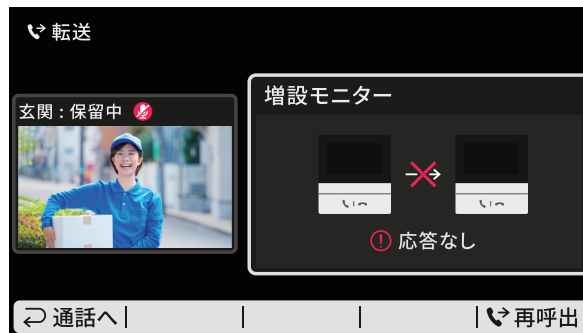 転送
玄関:保留中
増設モニター
応答なし
通話へ
再呼出